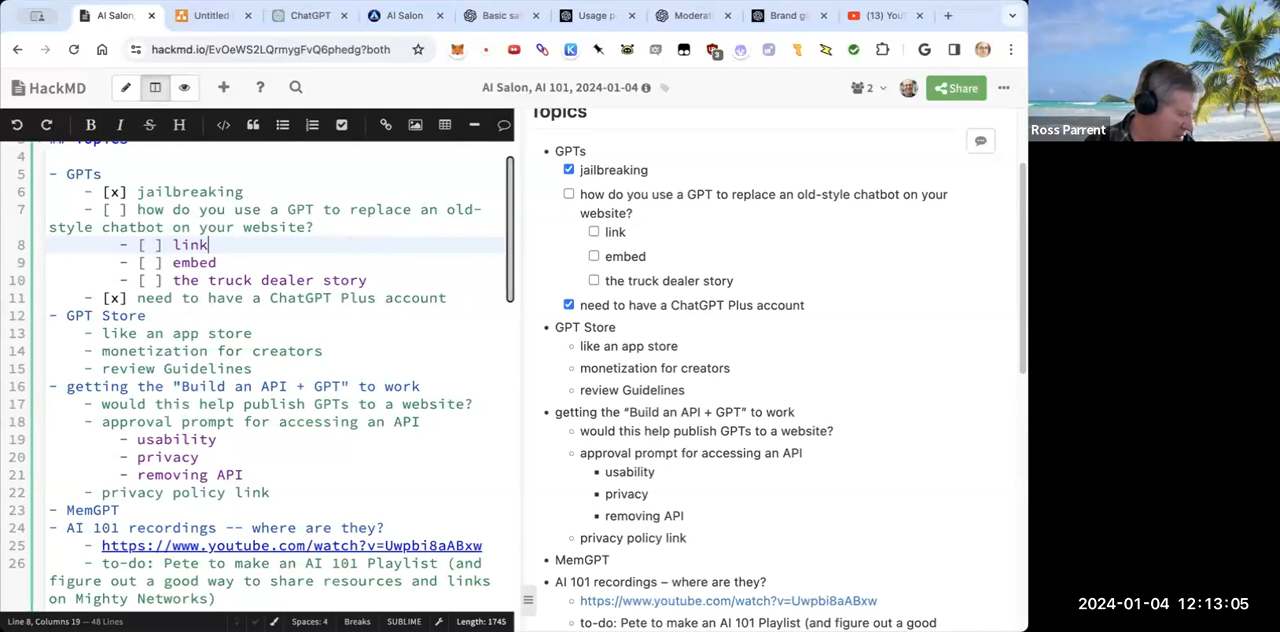 AI Salon,
Untitled
ChatGPT
AI Salon
Basic sa
Usage p
Moderat
Brand g
(13) You
hackmd.io/EvOeWS2LQrmygFvQ6phedg?both
HackMD
AI Salon, AI 101, 2024-01-04
2
Share
3
## Topics
4
5 - GPTs
6 - [x] jailbreaking
7 - [ ] how do you use a GPT to replace an old-
style chatbot on your website?
8 - [ ] link
9 - [ ] embed
10 - [ ] the truck dealer story
11 - [x] need to have a ChatGPT Plus account
12 - GPT Store
13 - like an app store
14 - monetization for creators
15 - review Guidelines
16 - getting the "Build an API + GPT" to work
17 - would this help publish GPTs to a website?
18 - approval prompt for accessing an API
19 - usability
20 - privacy
21 - removing API
22 - privacy policy link
23 - MemGPT
24 - AI 101 recordings -- where are they?
25 - https://www.youtube.com/watch?v=Uwpbi8aABxw
26 - to-do: Pete to make an AI 101 Playlist (and
figure out a good way to share resources and links
on Mighty Networks)
Line 8, Columns 19 — 48 Lines
Spaces: 4
Breaks
SUBLIME
Length: 1745
Topics
• GPTs
jailbreaking
how do you use a GPT to replace an old-style chatbot on your
website?
link
embed
the truck dealer story
need to have a ChatGPT Plus account
• GPT Store
like an app store
monetization for creators
review Guidelines
• getting the “Build an API + GPT” to work
would this help publish GPTs to a website?
approval prompt for accessing an API
usability
privacy
removing API
privacy policy link
• MemGPT
• AI 101 recordings – where are they?
https://www.youtube.com/watch?v=Uwpbi8aABxw
to-do: Pete to make an AI 101 Playlist (and figure out a good
Ross Parrent
2024-01-04 12:13:05